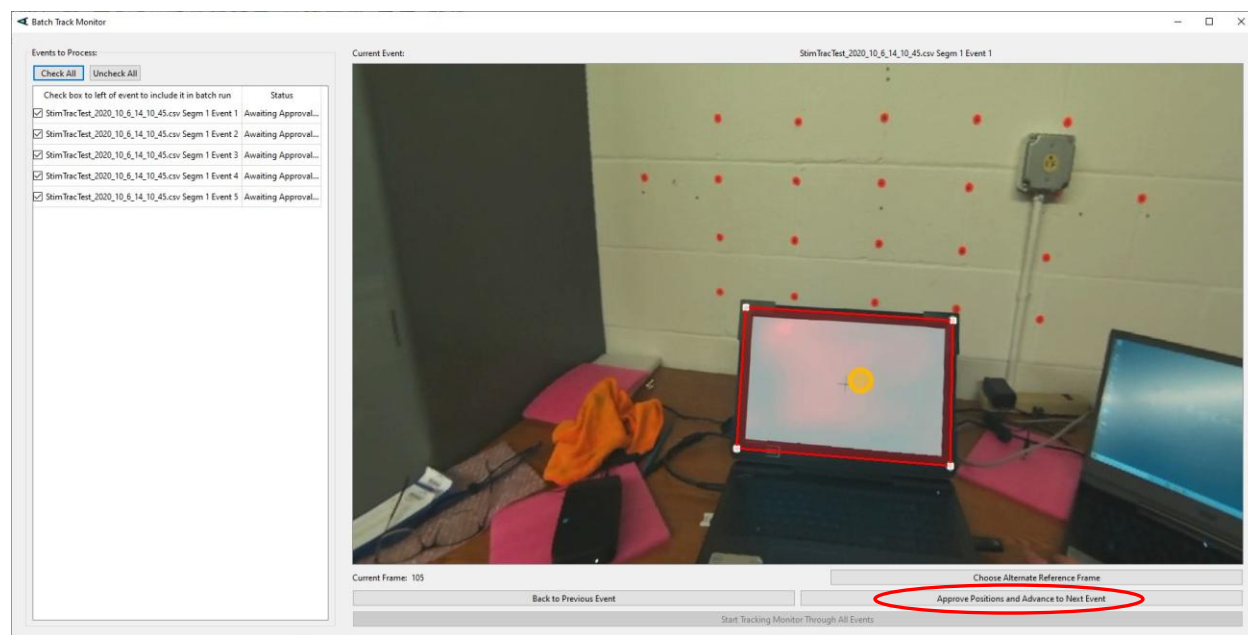 Batch Track Monitor
Events to Process:
Check All Uncheck All
Check box to left of event to include it in batch run Status
StimTracTest_2020_10_6_14_10_45.csv Segm 1 Event 1 Awaiting Approval...
StimTracTest_2020_10_6_14_10_45.csv Segm 1 Event 2 Awaiting Approval...
StimTracTest_2020_10_6_14_10_45.csv Segm 1 Event 3 Awaiting Approval...
StimTracTest_2020_10_6_14_10_45.csv Segm 1 Event 4 Awaiting Approval...
StimTracTest_2020_10_6_14_10_45.csv Segm 1 Event 5 Awaiting Approval...
Current Event: StimTracTest_2020_10_6_14_10_45.csv Segm 1 Event 1
Current Frame: 105
Choose Alternate Reference Frame
Back to Previous Event Approve Positions and Advance to Next Event
Start Tracking Monitor Through All Events